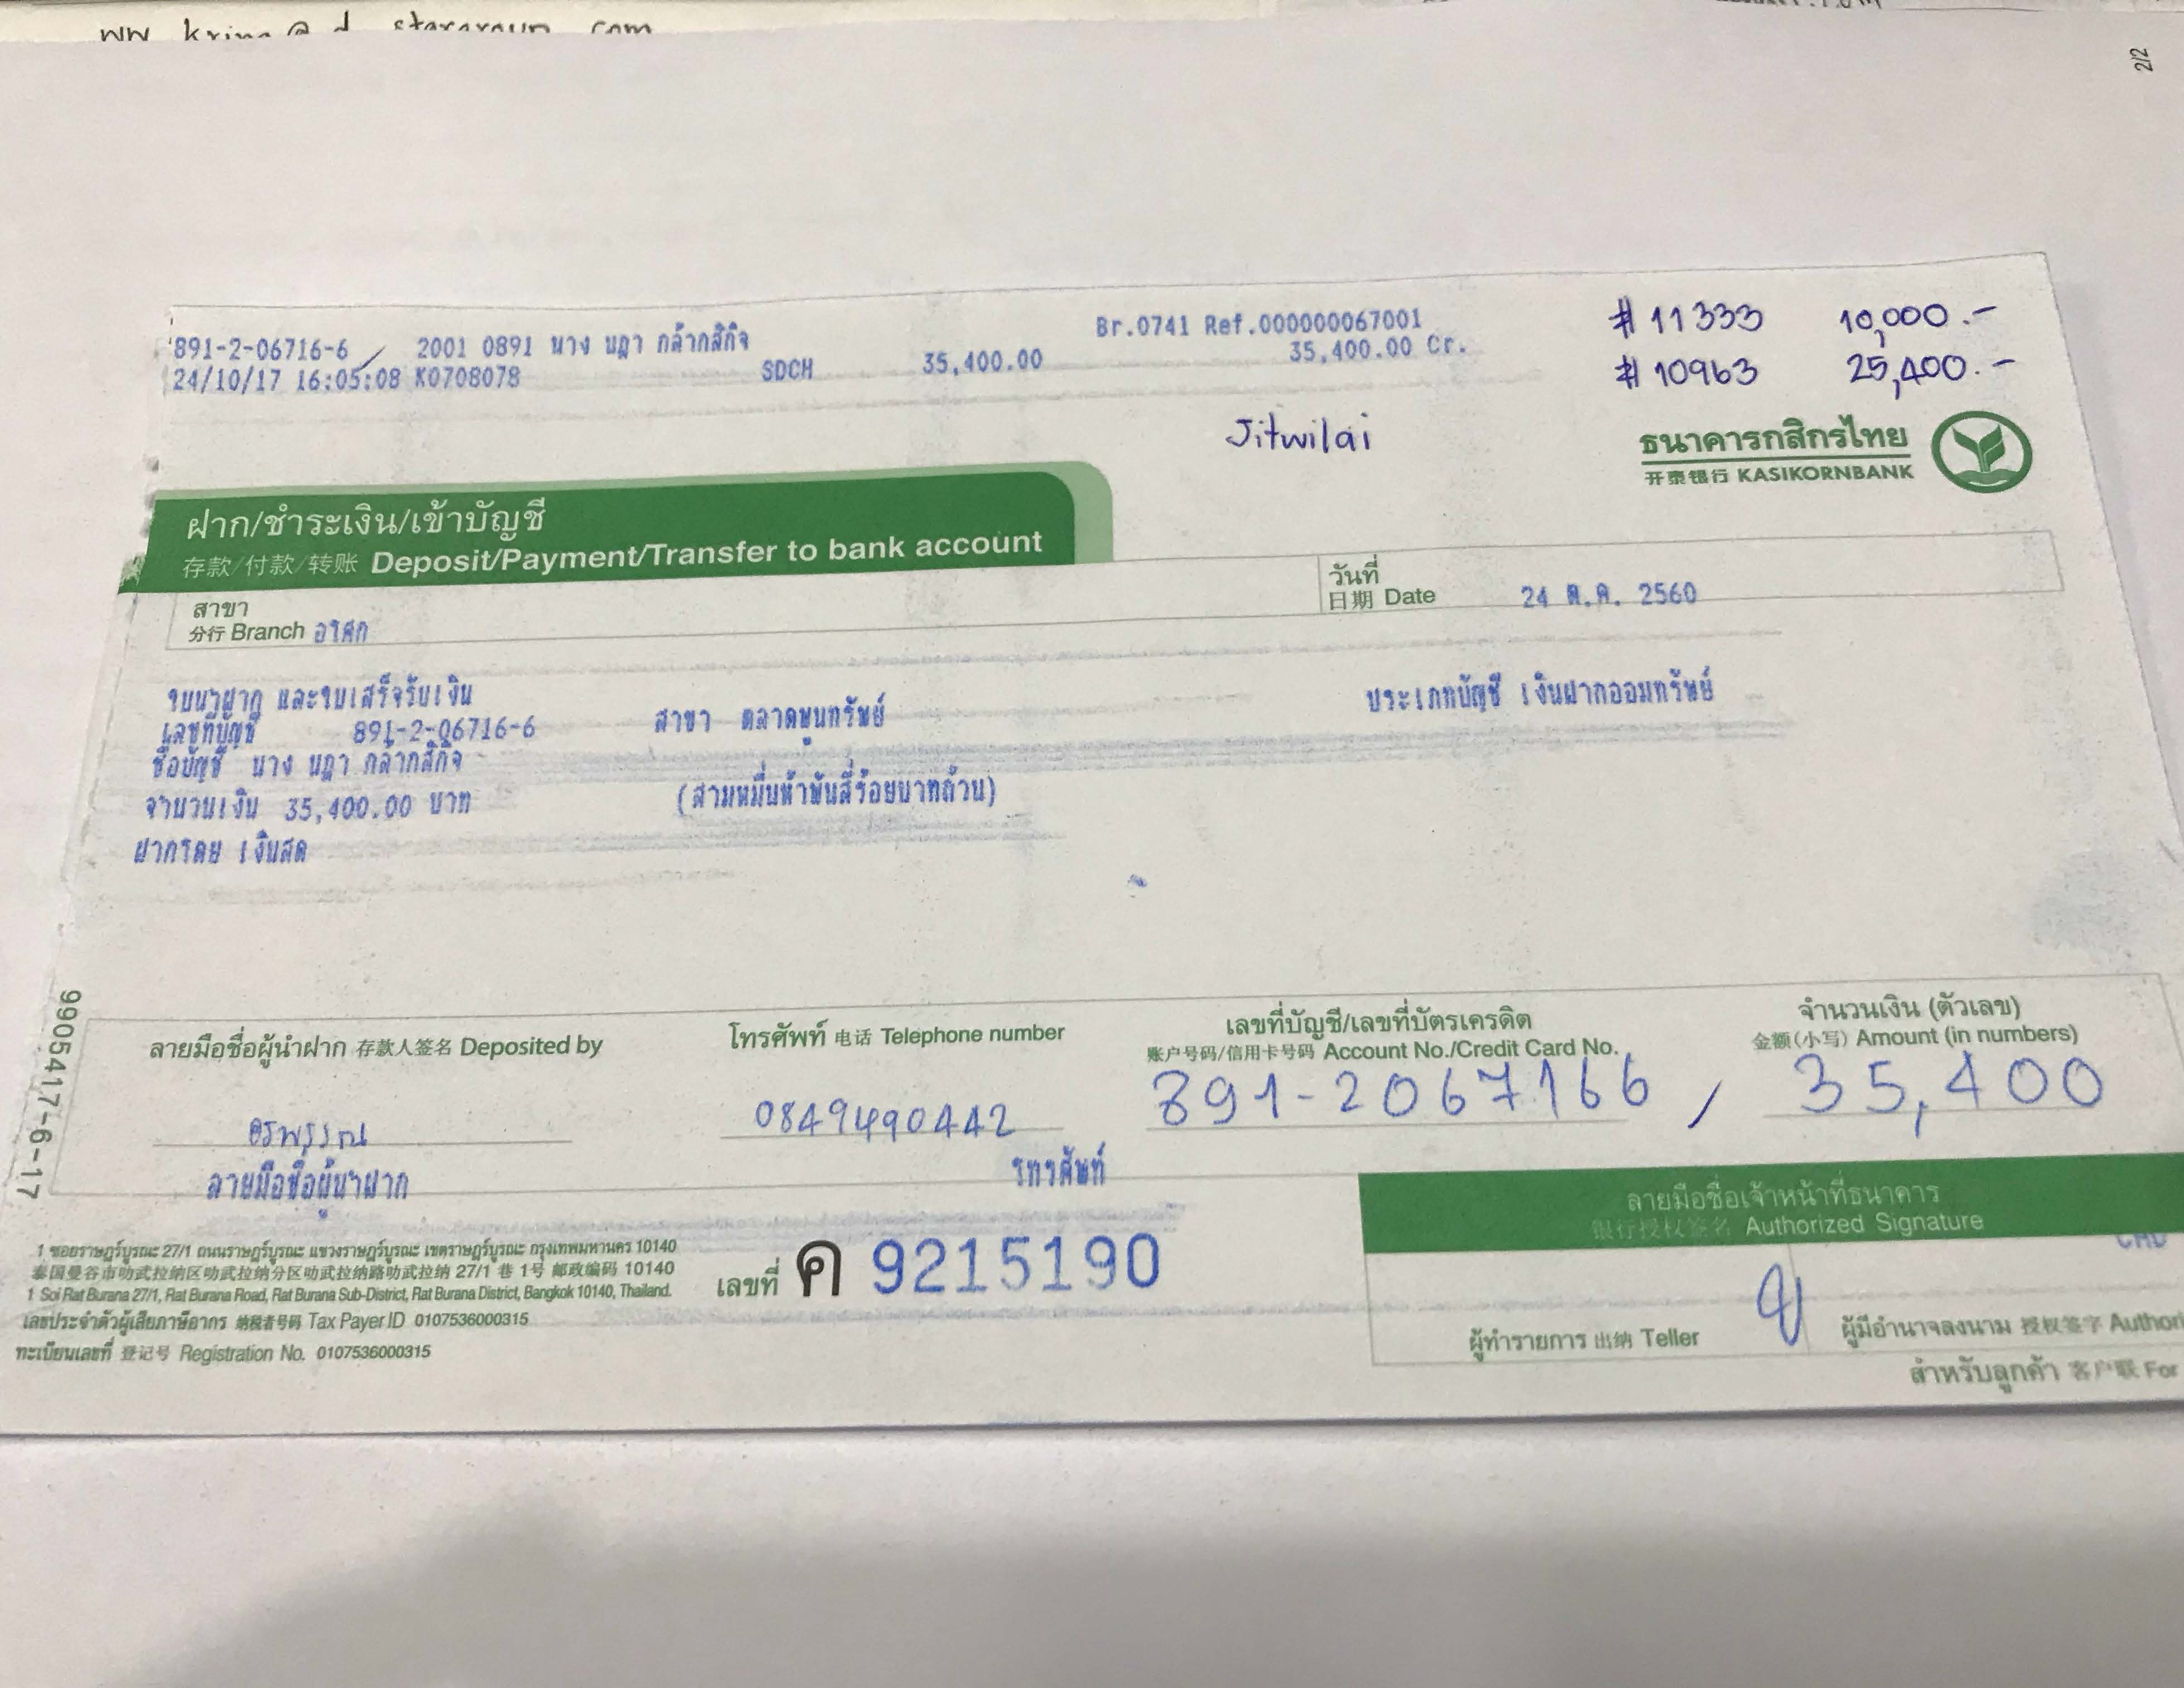 2/2
891-2-06716-6 2001 0891 นาง นฎา กล้ากสิกิจ Br.0741 Ref.000000067001
24/10/17 16:05:08 K0708078 SDCH 35,400.00 35,400.00 Cr.
# 11333 10,000.-
# 10963 25,400.-
Jitwilai
ธนาคารกสิกรไทย
开泰银行 KASIKORNBANK
ฝาก/ชำระเงิน/เข้าบัญชี
存款/付款/转账 Deposit/Payment/Transfer to bank account
สาขา
分行 Branch อโศก
วันที่
日期 Date 24 ต.ค. 2560
ใบนำฝาก และใบเสร็จรับเงิน
เลขที่บัญชี 891-2-06716-6 สาขา ตลาดพูนทรัพย์ ประเภทบัญชี เงินฝากออมทรัพย์
ชื่อบัญชี นาง นฎา กล้ากสิกิจ
จำนวนเงิน 35,400.00 บาท (สามหมื่นห้าพันสี่ร้อยบาทถ้วน)
ฝากโดย เงินสด
9905417-6-17
ลายมือชื่อผู้นำฝาก 存款人签名 Deposited by
โทรศัพท์ 电话 Telephone number
เลขที่บัญชี/เลขที่บัตรเครดิต
账户号码/信用卡号码 Account No./Credit Card No.
จำนวนเงิน (ตัวเลข)
金额(小写) Amount (in numbers)
0849490442 891-2067166 35,400
ลายมือชื่อผู้นำฝาก โทรศัพท์
ลายมือชื่อเจ้าหน้าที่ธนาคาร
银行授权签名 Authorized Signature
1 ซอยราษฎร์บูรณะ 27/1 ถนนราษฎร์บูรณะ แขวงราษฎร์บูรณะ เขตราษฎร์บูรณะ กรุงเทพมหานคร 10140
泰国曼谷市叻武拉纳区叻武拉纳分区叻武拉纳路叻武拉纳 27/1 巷 1号 邮政编码 10140
1 Soi Rat Burana 27/1, Rat Burana Road, Rat Burana Sub-District, Rat Burana District, Bangkok 10140, Thailand.
เลขประจำตัวผู้เสียภาษีอากร 纳税者号码 Tax Payer ID 0107536000315
ทะเบียนเลขที่ 登记号 Registration No. 0107536000315
เลขที่ ค 9215190
ผู้ทำรายการ 出纳 Teller
ผู้มีอำนาจลงนาม 授权签字 Author
สำหรับลูกค้า 客户联 For